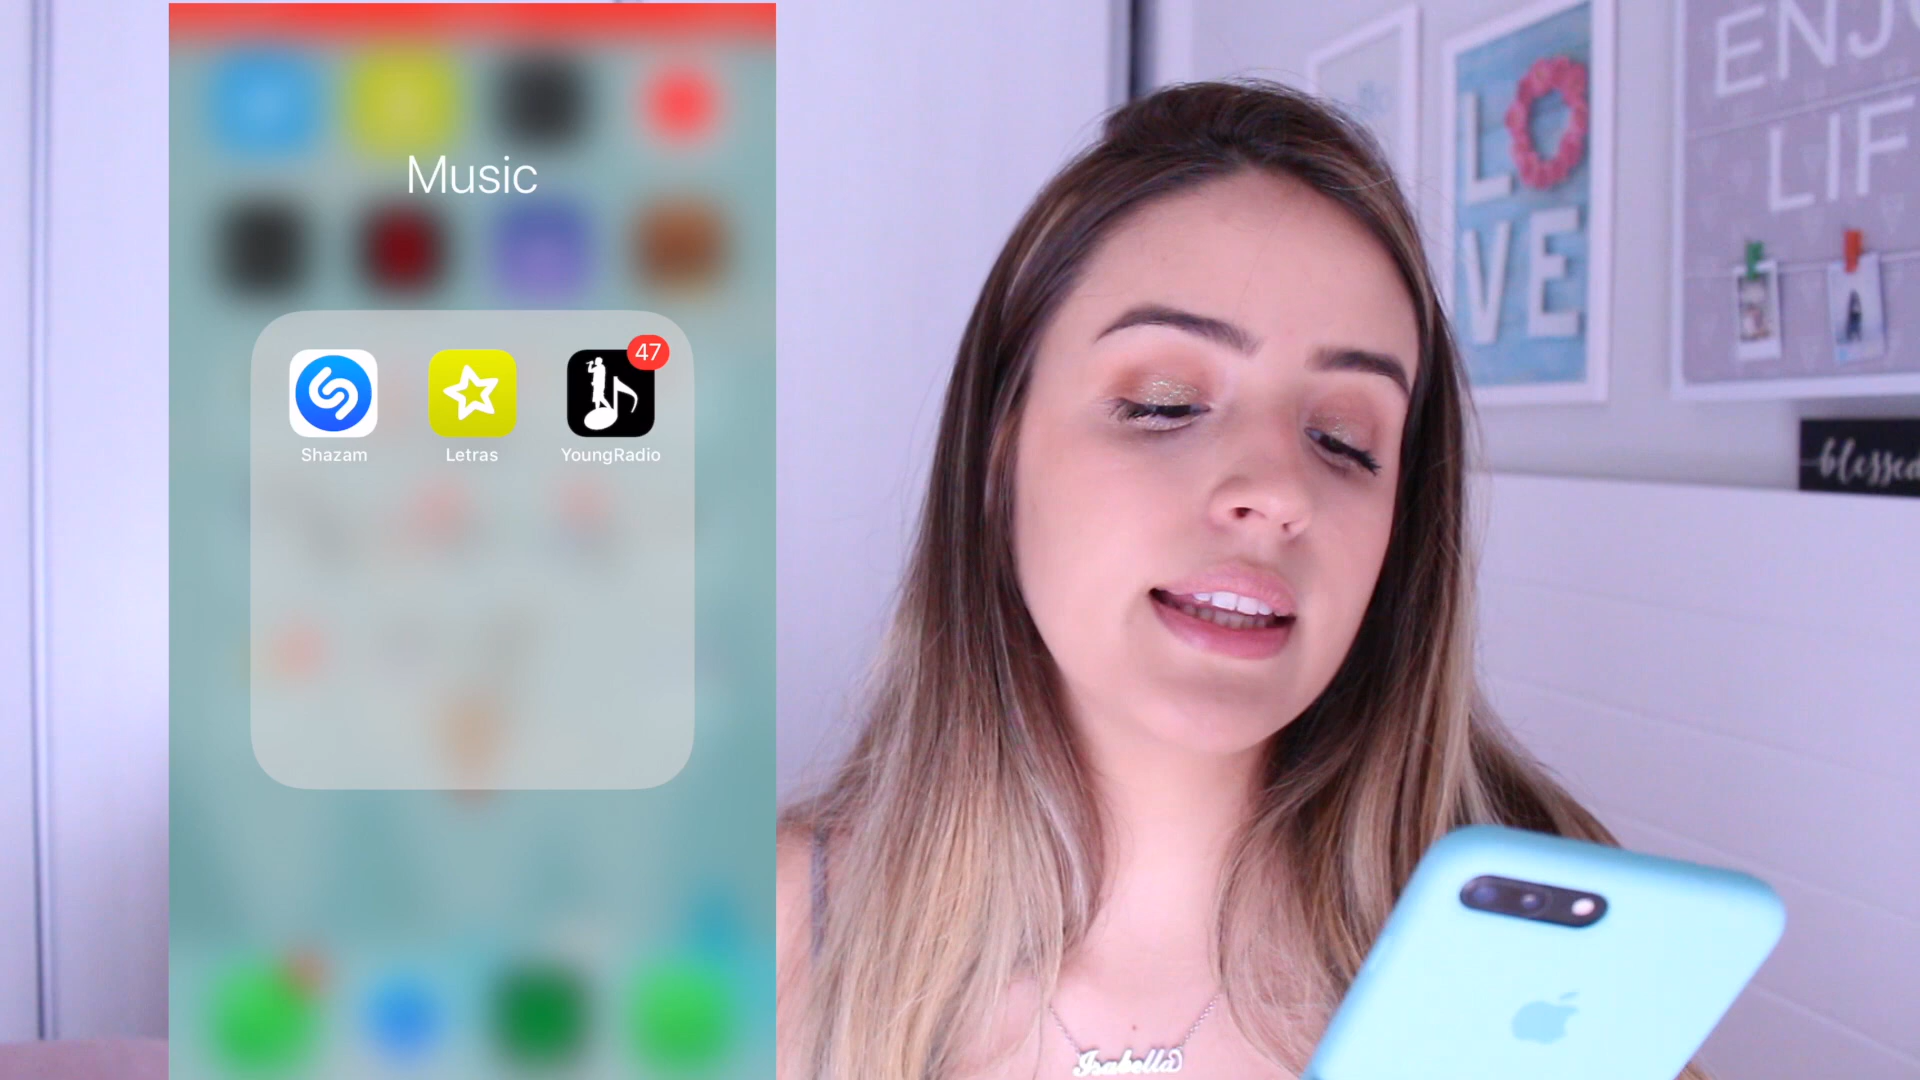 Music
47
Shazam
Letras
YoungRadio
LOVE
ENJ
LIF
blessed
Isabella